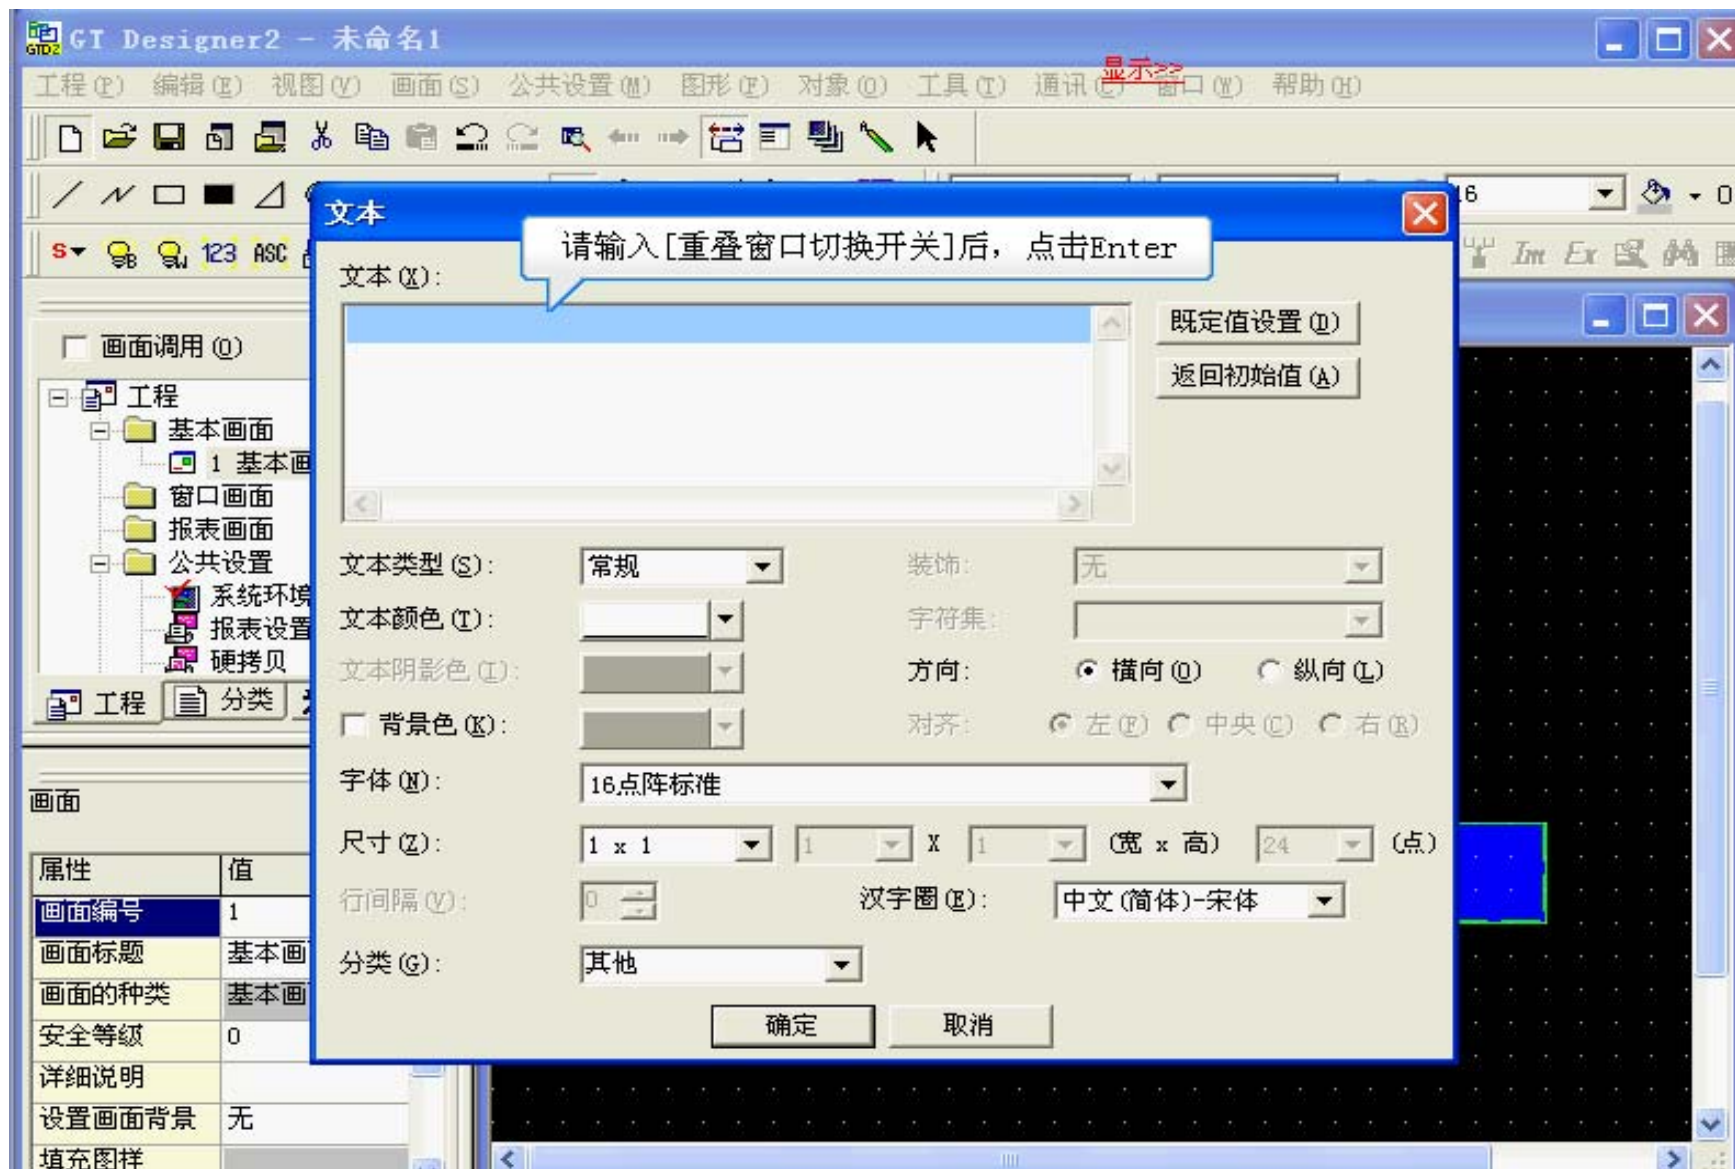 GT Designer2 - 未命名1
工程(P) 编辑(E) 视图(V) 画面(S) 公共设置(M) 图形(F) 对象(O) 工具(T) 通讯(C) 窗口(W) 帮助(H)
显示>>
16
S 123 ASC
Im Ex
文本
请输入[重叠窗口切换开关]后，点击Enter
文本(X):
既定值设置(D)
返回初始值(A)
画面调用(O)
工程
基本画面
1 基本画
窗口画面
报表画面
公共设置
系统环境
报表设置
硬拷贝
工程 分类
文本类型(S): 常规 装饰: 无
文本颜色(T): 字符集:
文本阴影色(I): 方向: 横向(O) 纵向(L)
背景色(K): 对齐: 左(F) 中央(C) 右(R)
字体(N): 16点阵标准
尺寸(Z): 1 x 1 1 X 1 (宽 x 高) 24 (点)
行间隔(V): 0 汉字圈(E): 中文(简体)-宋体
分类(G): 其他
确定 取消
画面
属性 值
画面编号 1
画面标题 基本画
画面的种类 基本画
安全等级 0
详细说明
设置画面背景 无
填充图样